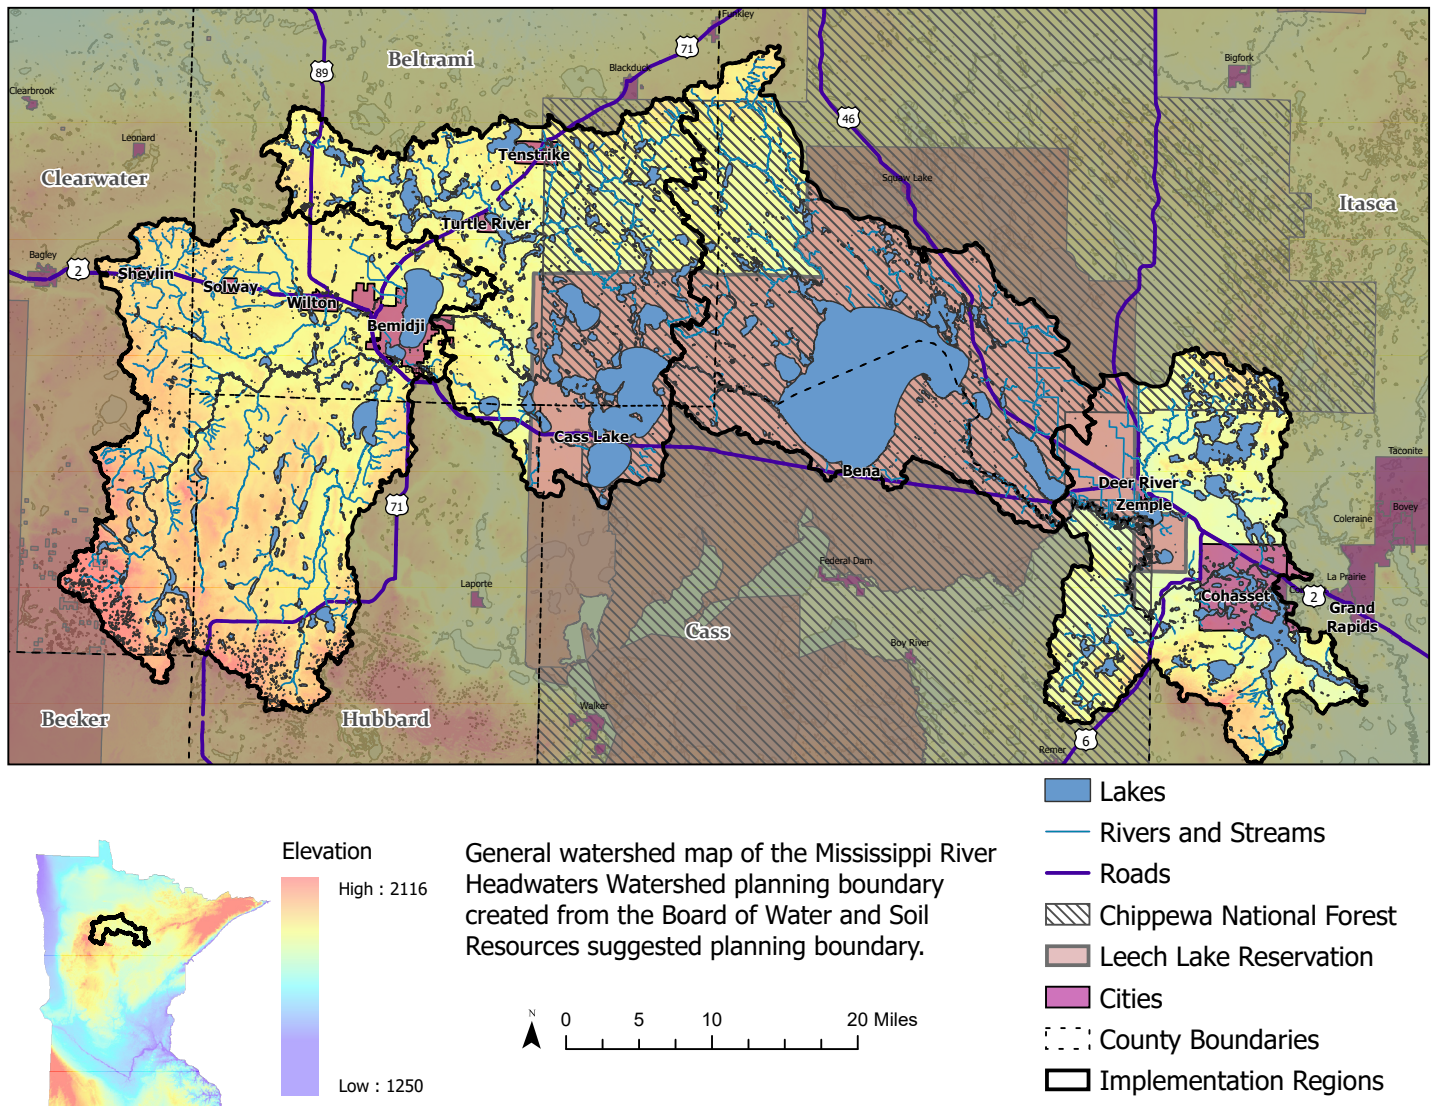 Funkley
Beltrami
71
89
Blackduck
Bigfork
Clearbrook
46
Leonard
Tenstrike
Clearwater
Squaw Lake
Itasca
Turtle River
Bagley
2
Shevlin
Solway
Wilton
Bemidji
Cass Lake
Bena
Taconite
Deer River
Zemple
71
Bovey
Coleraine
Federal Dam
Laporte
La Prairie
Cohasset
2
Grand
Rapids
Cass
Boy River
Becker
Hubbard
Walker
6
Remer
Lakes
Rivers and Streams
Roads
Chippewa National Forest
Leech Lake Reservation
Cities
County Boundaries
Implementation Regions
Elevation
High : 2116
Low : 1250
General watershed map of the Mississippi River
Headwaters Watershed planning boundary
created from the Board of Water and Soil
Resources suggested planning boundary.
N
0 5 10 20 Miles